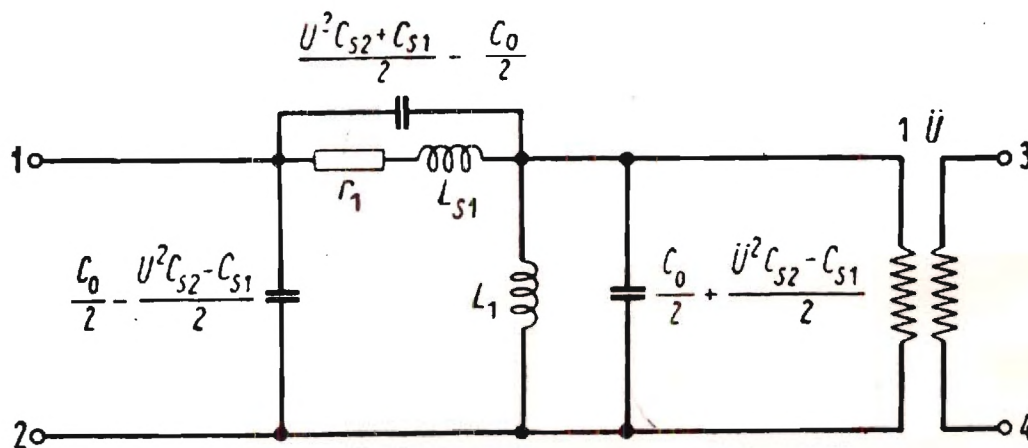 U²C_S2 + C_S1 / 2 - C_0 / 2
1 Ü
1
3
r_1
L_S1
C_0 / 2 - U²C_S2 - C_S1 / 2
L_1
C_0 / 2 + Ü²C_S2 - C_S1 / 2
2
4